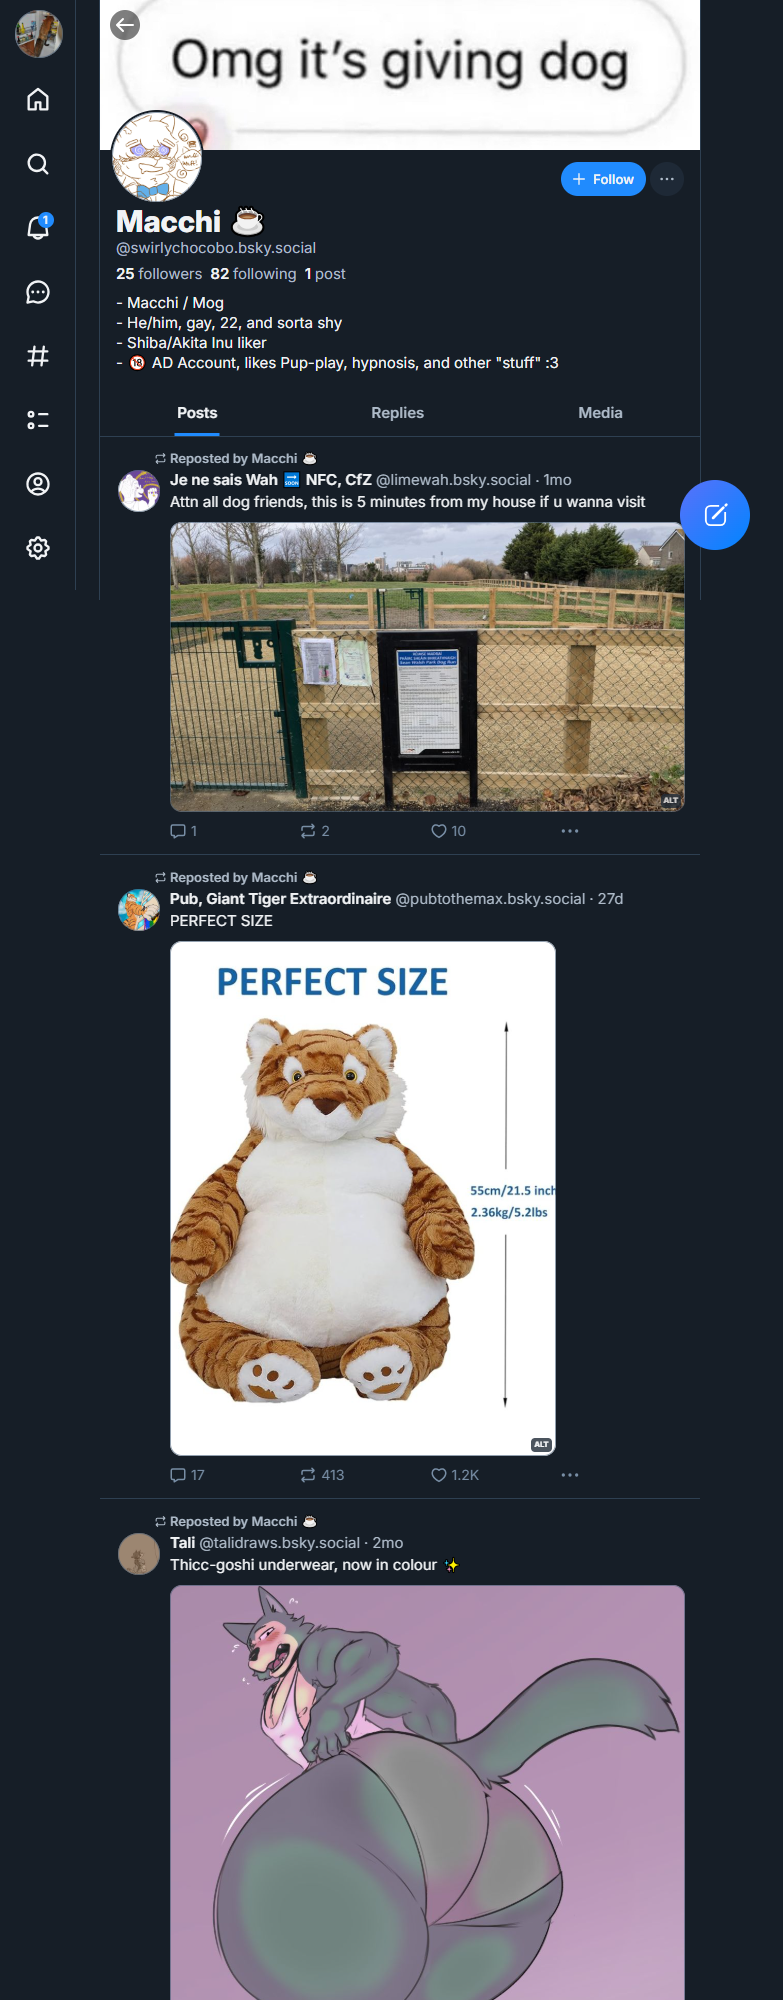 Omg it's giving dog
Follow
Macchi ☕
@swirlychocobo.bsky.social
25 followers 82 following 1 post
- Macchi / Mog
- He/him, gay, 22, and sorta shy
- Shiba/Akita Inu liker
- 🔞 AD Account, likes Pup-play, hypnosis, and other "stuff" :3
Posts Replies Media
Reposted by Macchi ☕
Je ne sais Wah 🔜 NFC, CfZ @limewah.bsky.social · 1mo
Attn all dog friends, this is 5 minutes from my house if u wanna visit
ALT
1 2 10
Reposted by Macchi ☕
Pub, Giant Tiger Extraordinaire @pubtothemax.bsky.social · 27d
PERFECT SIZE
PERFECT SIZE
55cm/21.5 inch
2.36kg/5.2lbs
ALT
17 413 1.2K
Reposted by Macchi ☕
Tali @talidraws.bsky.social · 2mo
Thicc-goshi underwear, now in colour ✨